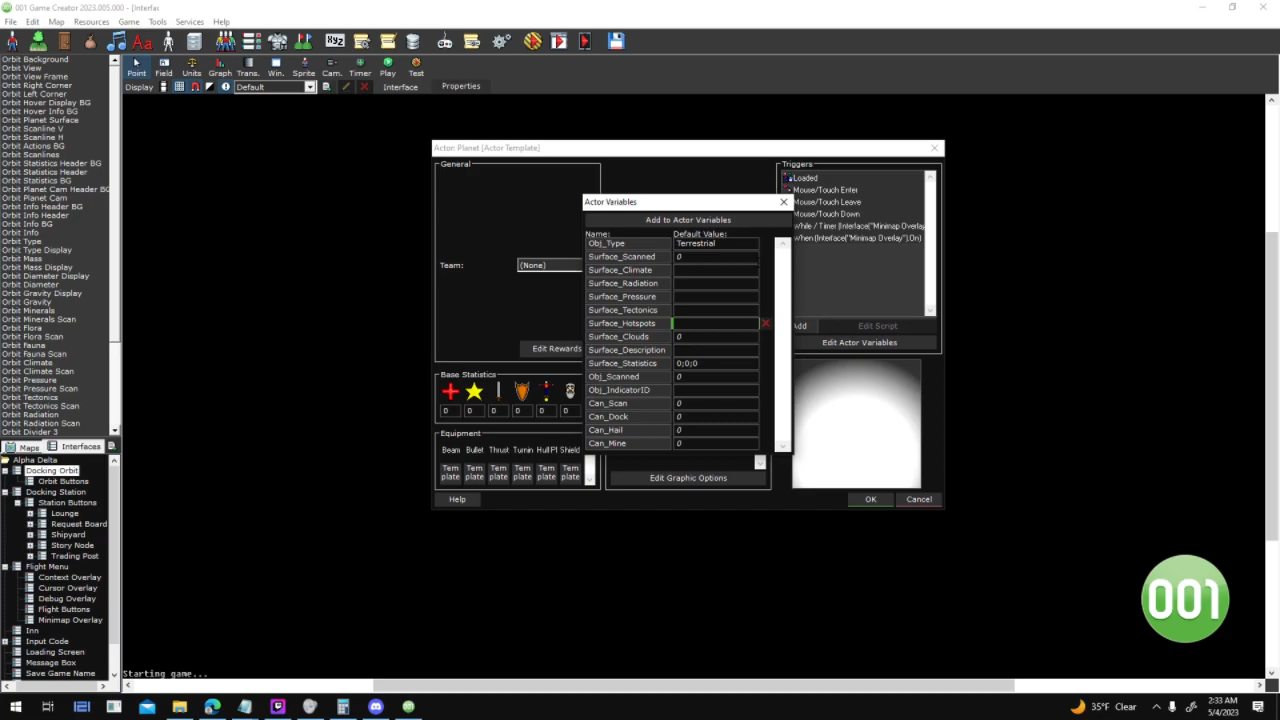 001 Game Creator 2023.005.000 - [Interfac
File Edit Map Resources Game Tools Services Help
Aa
XYZ
Point Field Units Graph Trans. Win. Sprite Cam. Timer Play Test
Display Default Interface Properties
Orbit Background
Orbit View
Orbit View Frame
Orbit Right Corner
Orbit Left Corner
Orbit Hover Display BG
Orbit Hover Info BG
Orbit Planet Surface
Orbit Scanline V
Orbit Scanline H
Orbit Actions BG
Orbit Scanlines
Orbit Statistics Header BG
Orbit Statistics Header
Orbit Statistics BG
Orbit Planet Cam Header BG
Orbit Planet Cam
Orbit Info Header BG
Orbit Info Header
Orbit Info BG
Orbit Info
Orbit Type
Orbit Type Display
Orbit Mass
Orbit Mass Display
Orbit Diameter Display
Orbit Diameter
Orbit Gravity Display
Orbit Gravity
Orbit Minerals
Orbit Minerals Scan
Orbit Flora
Orbit Flora Scan
Orbit Fauna
Orbit Fauna Scan
Orbit Climate
Orbit Climate Scan
Orbit Pressure
Orbit Pressure Scan
Orbit Tectonics
Orbit Tectonics Scan
Orbit Radiation
Orbit Radiation Scan
Orbit Divider 3
Maps Interfaces
Alpha Delta
Docking Orbit
Orbit Buttons
Docking Station
Station Buttons
Lounge
Request Board
Shipyard
Story Node
Trading Post
Flight Menu
Context Overlay
Cursor Overlay
Debug Overlay
Flight Buttons
Minimap Overlay
Inn
Input Code
Loading Screen
Message Box
Save Game Name
Actor: Planet [Actor Template]
General
Team: (None)
Edit Rewards
Base Statistics
0 0 0 0 0 0
Equipment
Beam Bullet Thrust Turnin Hull Pl Shield
Tem Tem Tem Tem Tem Tem
plate plate plate plate plate plate
Help
Actor Variables
Add to Actor Variables
Name: Default Value:
Obj_Type Terrestrial
Surface_Scanned 0
Surface_Climate
Surface_Radiation
Surface_Pressure
Surface_Tectonics
Surface_Hotspots
Surface_Clouds 0
Surface_Description
Surface_Statistics 0;0;0
Obj_Scanned 0
Obj_IndicatorID
Can_Scan 0
Can_Dock 0
Can_Hail 0
Can_Mine 0
Edit Graphic Options
Triggers
Loaded
Mouse/Touch Enter
Mouse/Touch Leave
Mouse/Touch Down
While / Timer (Interface("Minimap Overlay
When (Interface("Minimap Overlay").On)
Add Edit Script
Edit Actor Variables
OK Cancel
001
Starting game...
35°F Clear
2:33 AM
5/4/2023